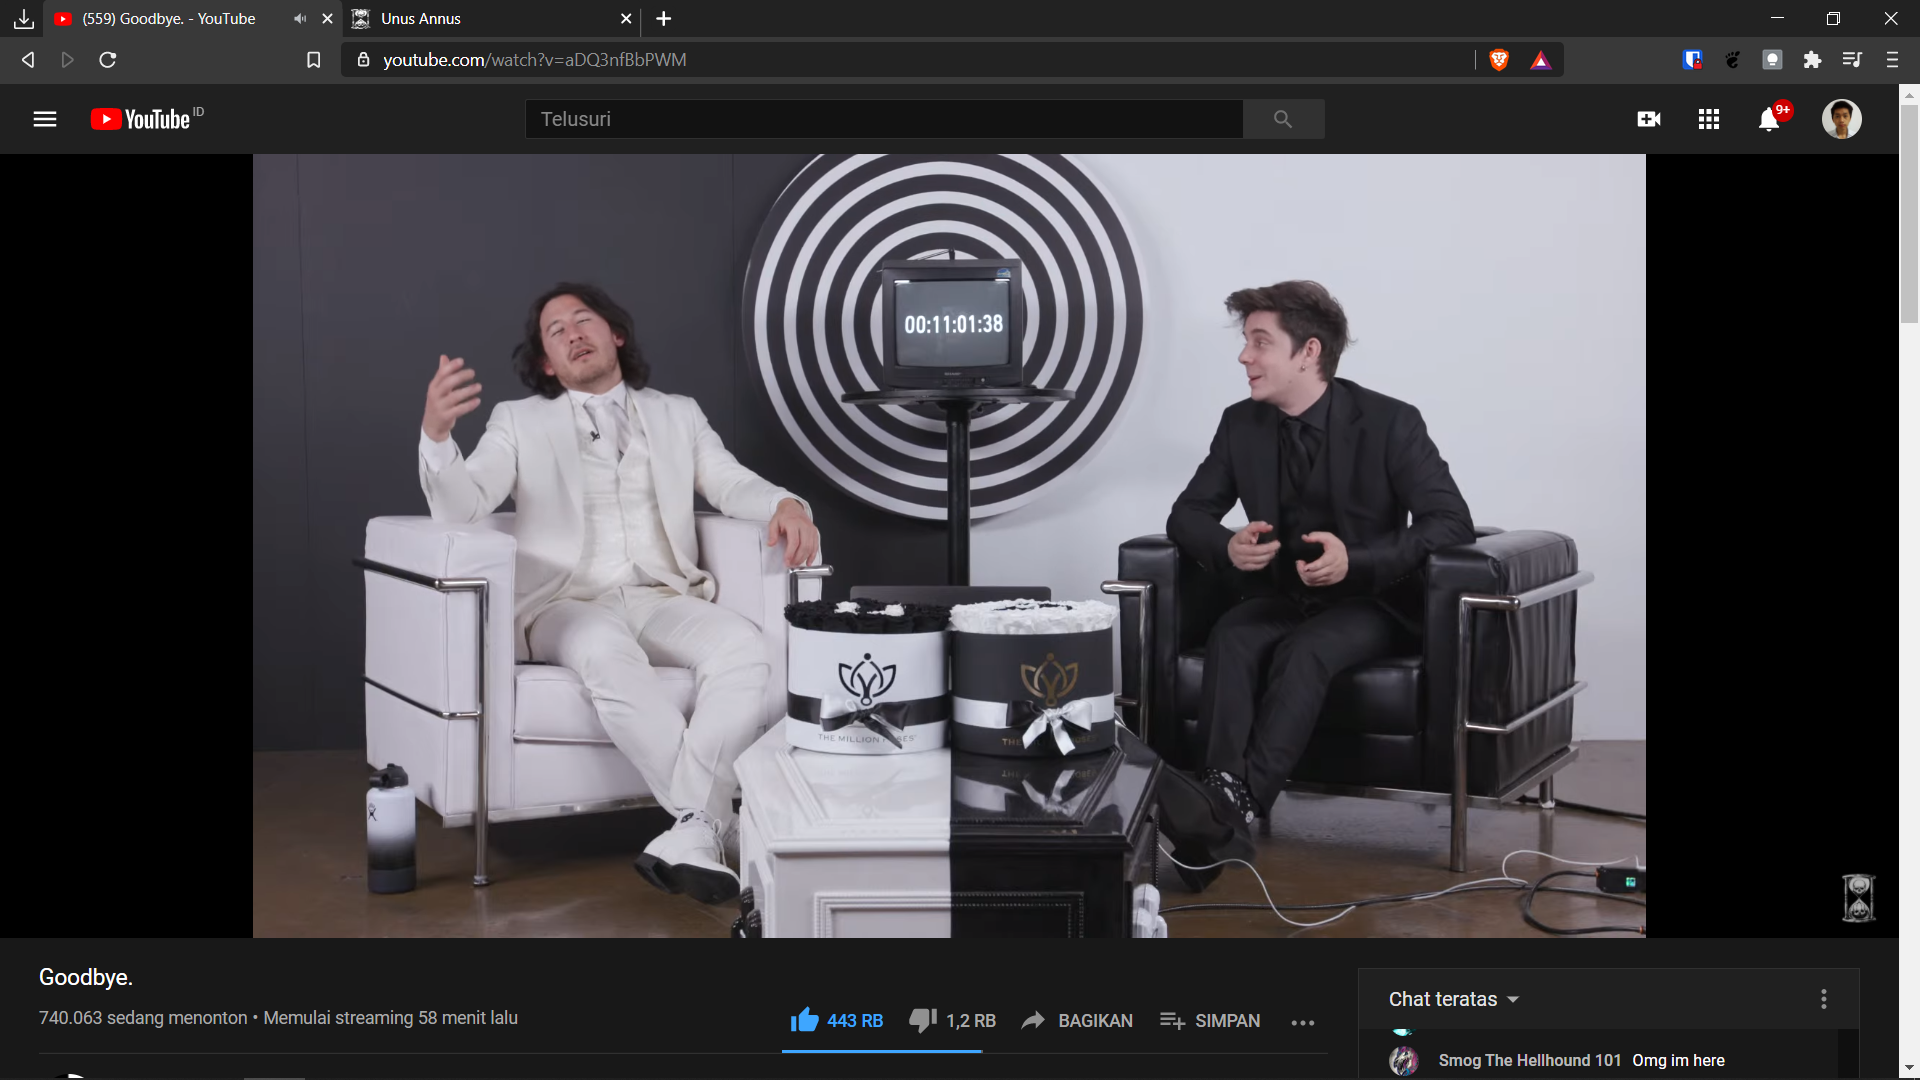 (559) Goodbye. - YouTube
Unus Annus
youtube.com/watch?v=aDQ3nfBbPWM
YouTube ID
Telusuri
9+
00:11:01:38
THE MILLION
Goodbye.
740.063 sedang menonton • Memulai streaming 58 menit lalu
443 RB
1,2 RB
BAGIKAN
SIMPAN
Chat teratas
Smog The Hellhound 101 Omg im here